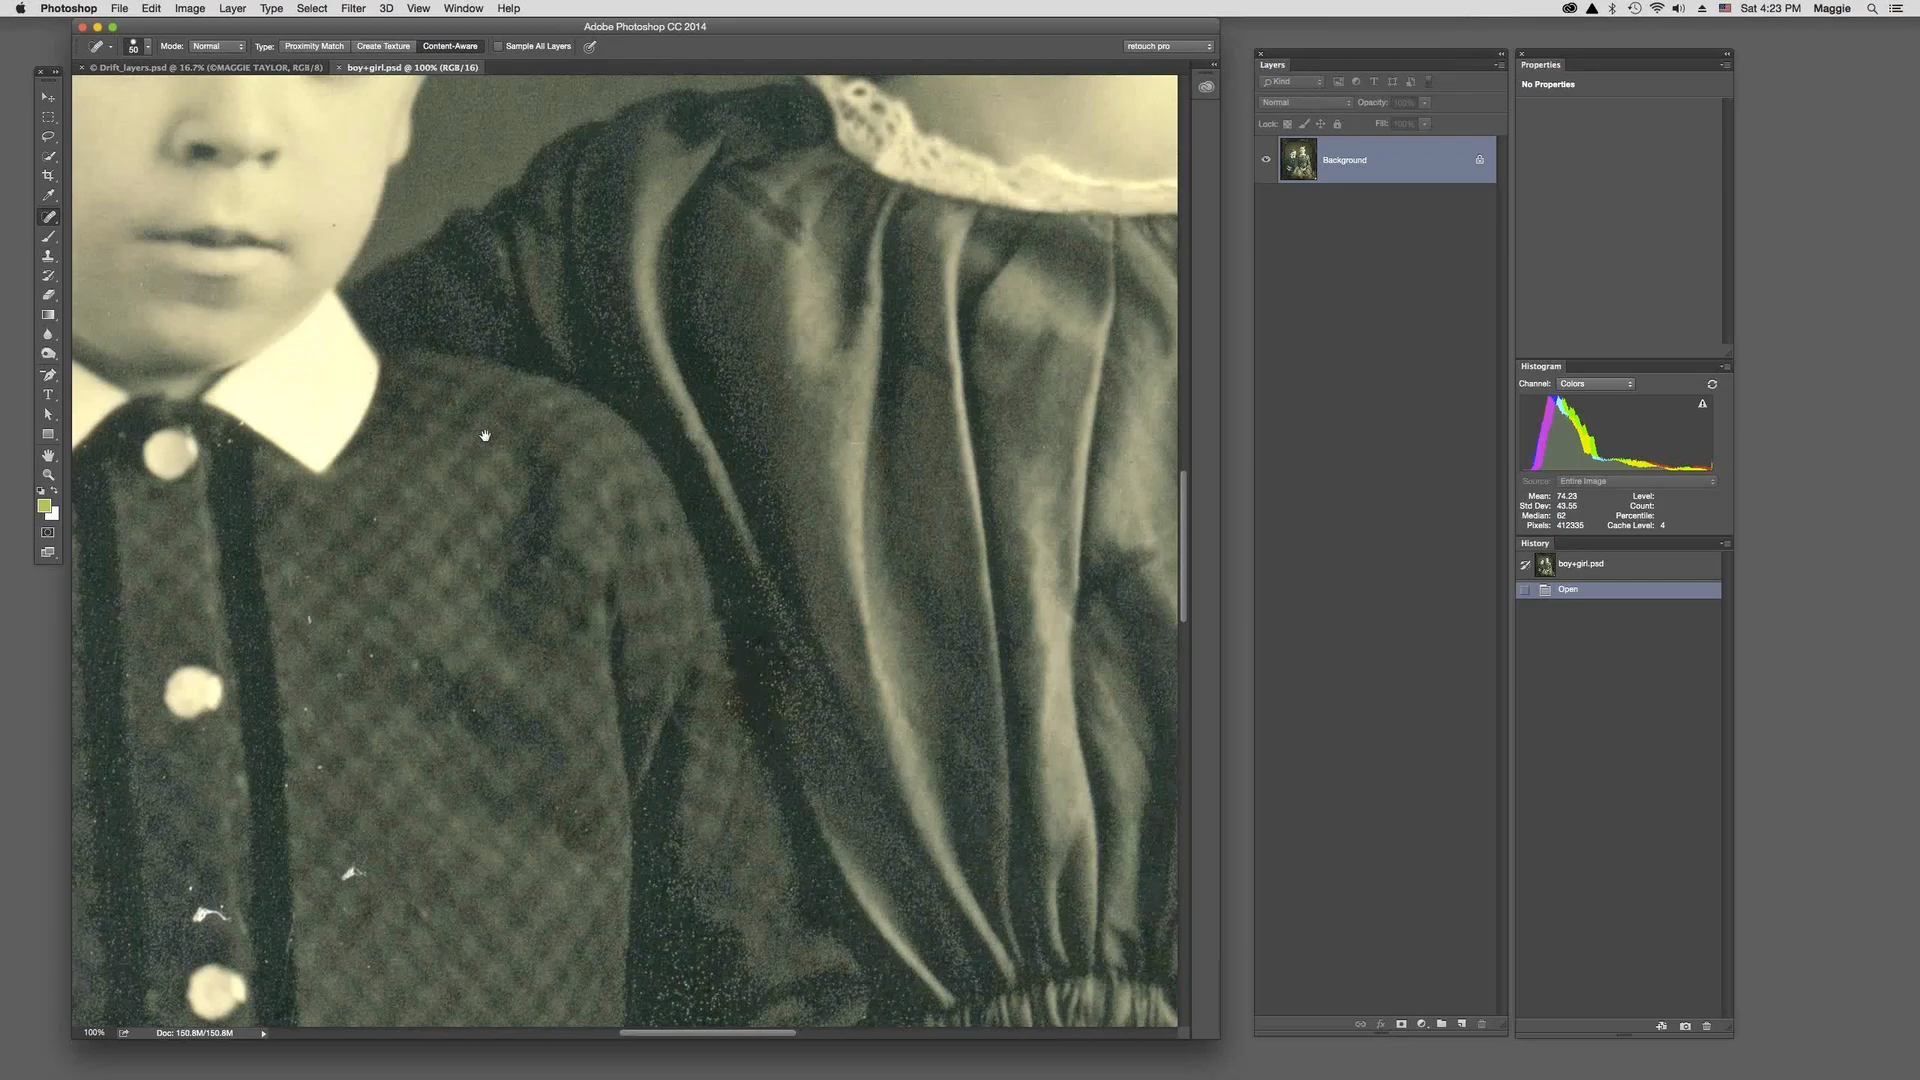 Photoshop File Edit Image Layer Type Select Filter 3D View Window Help Sat 4:23 PM Maggie
Adobe Photoshop CC 2014
50 Mode: Normal Type: Proximity Match Create Texture Content-Aware Sample All Layers retouch pro
© Drift_layers.psd @ 16.7% (©MAGGIE TAYLOR, RGB/8) boy+girl.psd @ 100% (RGB/16)
Layers
Kind
Normal Opacity: 100%
Lock: Fill: 100%
Background
Properties
No Properties
Histogram
Channel: Colors
Source: Entire Image
Mean: 74.23 Level:
Std Dev: 43.55 Count:
Median: 62 Percentile:
Pixels: 412335 Cache Level: 4
History
boy+girl.psd
Open
100% Doc: 150.8M/150.8M